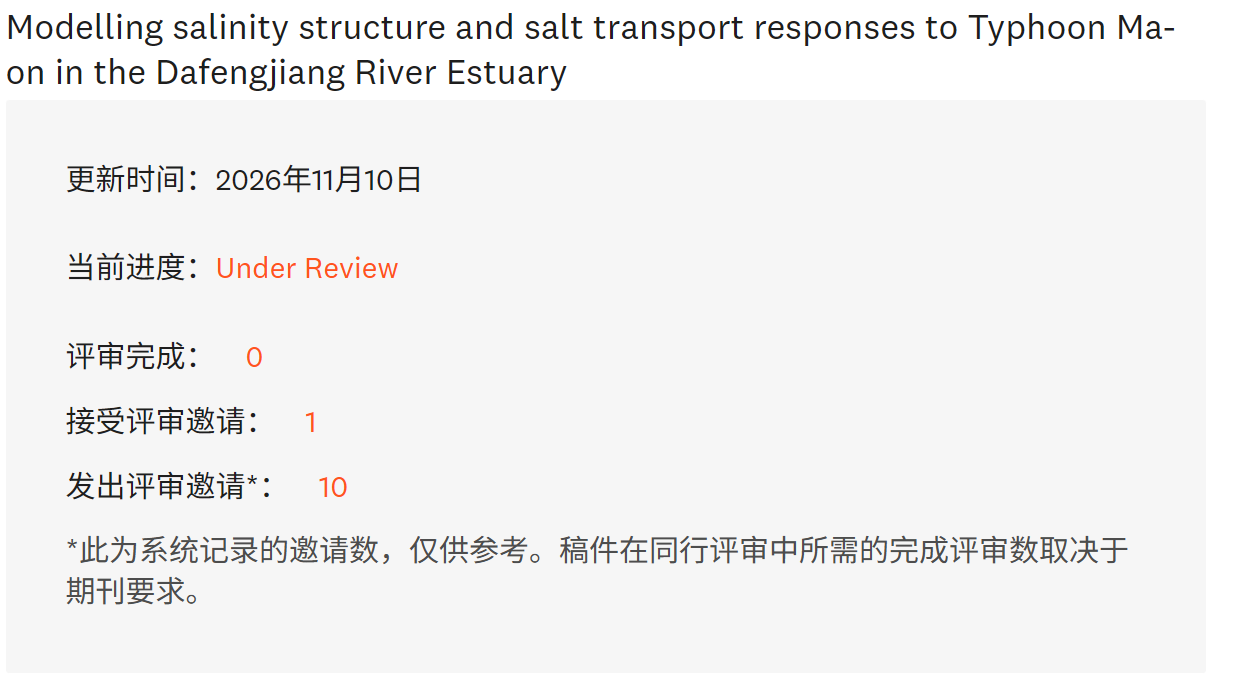 Modelling salinity structure and salt transport responses to Typhoon Ma-
on in the Dafengjiang River Estuary
更新时间：2026年11月10日
当前进度：Under Review
评审完成： 0
接受评审邀请： 1
发出评审邀请*： 10
*此为系统记录的邀请数，仅供参考。稿件在同行评审中所需的完成评审数取决于
期刊要求。